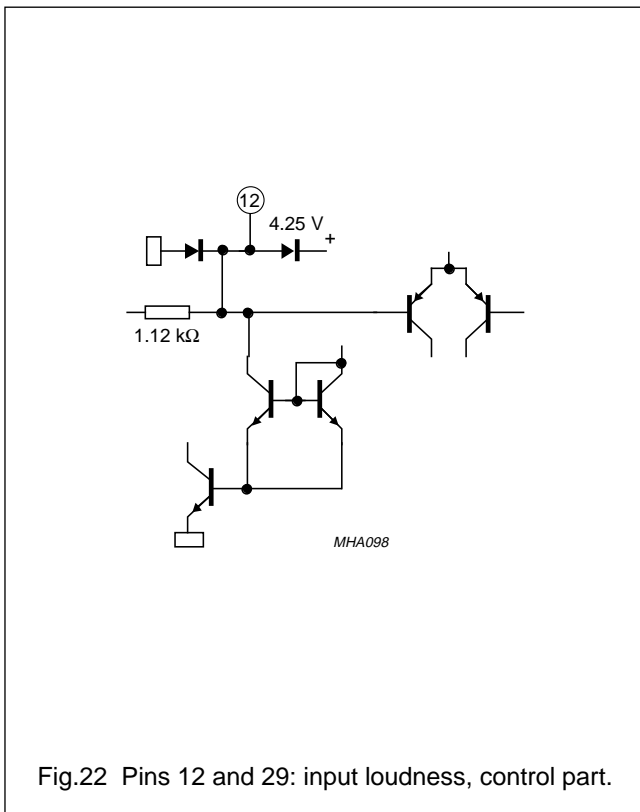 12
4.25 V
+
1.12 kΩ
MHA098
Fig.22 Pins 12 and 29: input loudness, control part.